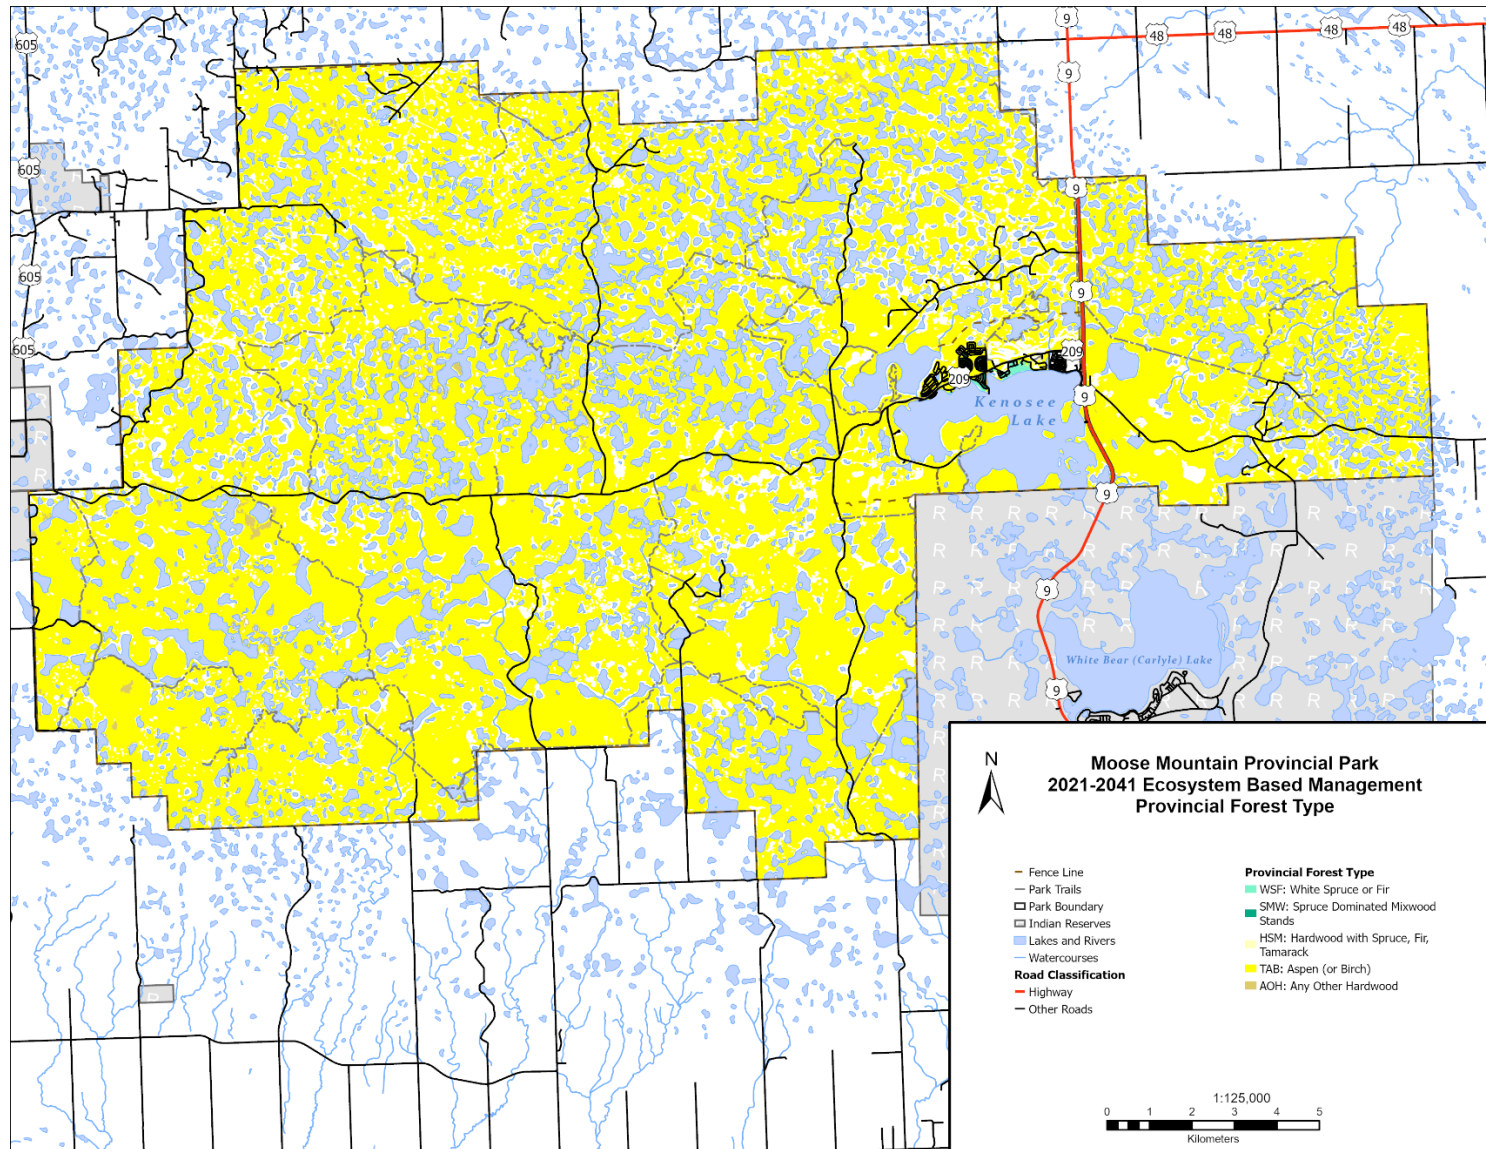 9
605
48
48
48
48
9
605
R
R
9
605
9
605
209
209
9
Kenosee
Lake
R
R
9
R R R R R R R R R R
R
9
White Bear (Carlyle) Lake
9
R
N
Moose Mountain Provincial Park
2021-2041 Ecosystem Based Management
Provincial Forest Type
Fence Line
Park Trails
Park Boundary
Indian Reserves
Lakes and Rivers
Watercourses
Road Classification
Highway
Other Roads
Provincial Forest Type
WSF: White Spruce or Fir
SMW: Spruce Dominated Mixwood
Stands
HSM: Hardwood with Spruce, Fir,
Tamarack
TAB: Aspen (or Birch)
AOH: Any Other Hardwood
1:125,000
0 1 2 3 4 5
Kilometers